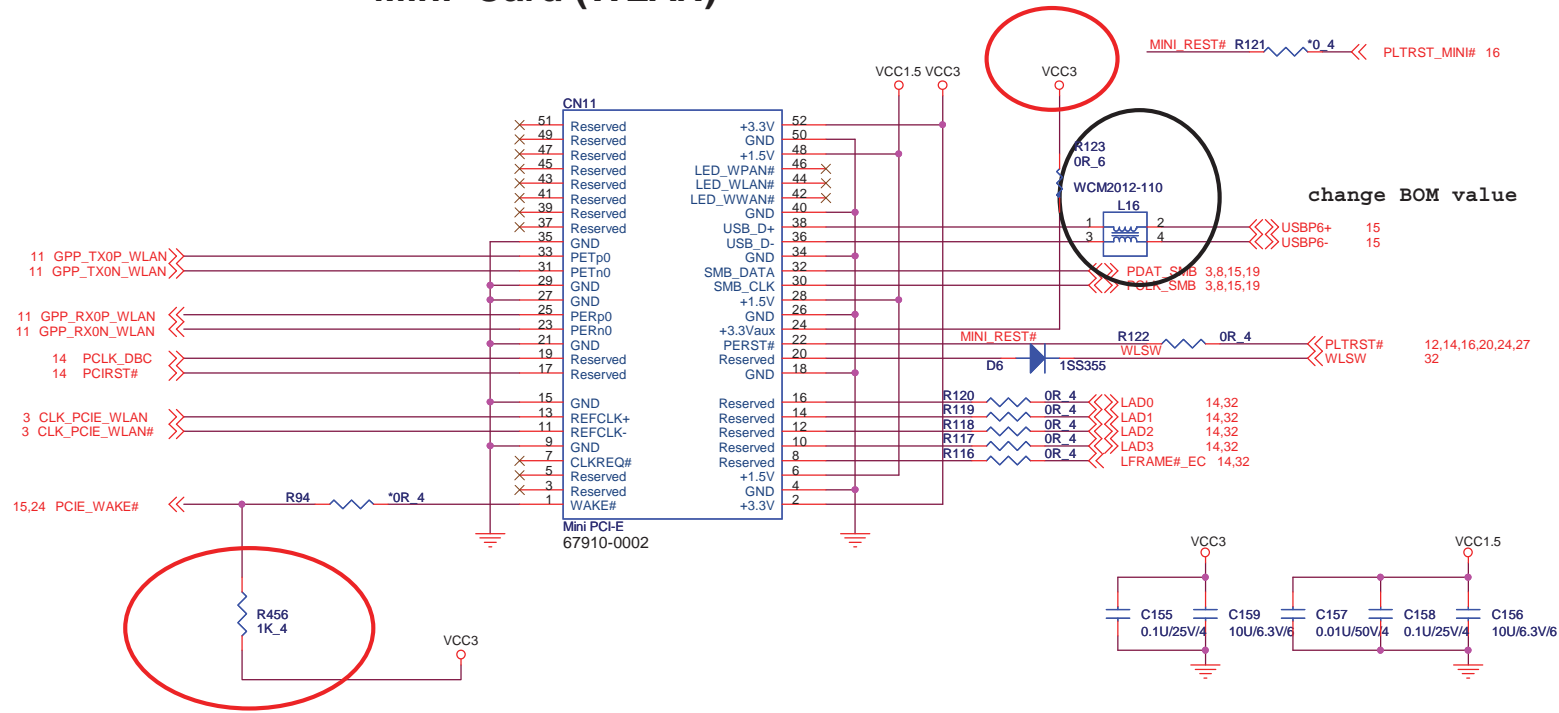 Mini Card (WLAN)
MINI_REST# R121 *0_4 PLTRST_MINI# 16
VCC1.5 VCC3 VCC3
CN11
51 Reserved +3.3V 52
49 Reserved GND 50
47 Reserved +1.5V 48
45 Reserved LED_WPAN# 46
43 Reserved LED_WLAN# 44
41 Reserved LED_WWAN# 42
39 Reserved GND 40
37 Reserved USB_D+ 38
35 GND USB_D- 36
33 PETp0 GND 34
31 PETn0 SMB_DATA 32
29 GND SMB_CLK 30
27 GND +1.5V 28
25 PERp0 GND 26
23 PERn0 +3.3Vaux 24
21 GND PERST# 22
19 Reserved Reserved 20
17 Reserved GND 18
15 GND Reserved 16
13 REFCLK+ Reserved 14
11 REFCLK- Reserved 12
9 GND Reserved 10
7 CLKREQ# Reserved 8
5 Reserved +1.5V 6
3 Reserved GND 4
1 WAKE# +3.3V 2
Mini PCI-E
67910-0002
11 GPP_TX0P_WLAN
11 GPP_TX0N_WLAN
11 GPP_RX0P_WLAN
11 GPP_RX0N_WLAN
14 PCLK_DBC
14 PCIRST#
3 CLK_PCIE_WLAN
3 CLK_PCIE_WLAN#
15,24 PCIE_WAKE# R94 *0R_4
R456
1K_4
VCC3
R123
0R_6
WCM2012-110
L16
1 2
3 4
change BOM value
USBP6+ 15
USBP6- 15
PDAT_SMB 3,8,15,19
PCLK_SMB 3,8,15,19
MINI_REST# R122 0R_4 PLTRST# 12,14,16,20,24,27
WLSW WLSW 32
D6 1SS355
R120 0R_4 LAD0 14,32
R119 0R_4 LAD1 14,32
R118 0R_4 LAD2 14,32
R117 0R_4 LAD3 14,32
R116 0R_4 LFRAME#_EC 14,32
VCC3 VCC1.5
C155 C159 C157 C158 C156
0.1U/25V/4 10U/6.3V/6 0.01U/50V/4 0.1U/25V/4 10U/6.3V/6